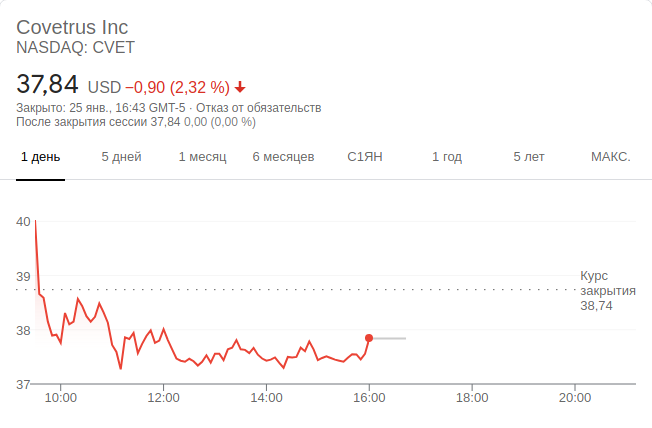 Covetrus Inc
NASDAQ: CVET
37,84 USD −0,90 (2,32 %)
Закрыто: 25 янв., 16:43 GMT-5 · Отказ от обязательств
После закрытия сессии 37,84 0,00 (0,00 %)
1 день 5 дней 1 месяц 6 месяцев С1ЯН 1 год 5 лет МАКС.
40
39
Курс
закрытия
38,74
38
37
10:00 12:00 14:00 16:00 18:00 20:00